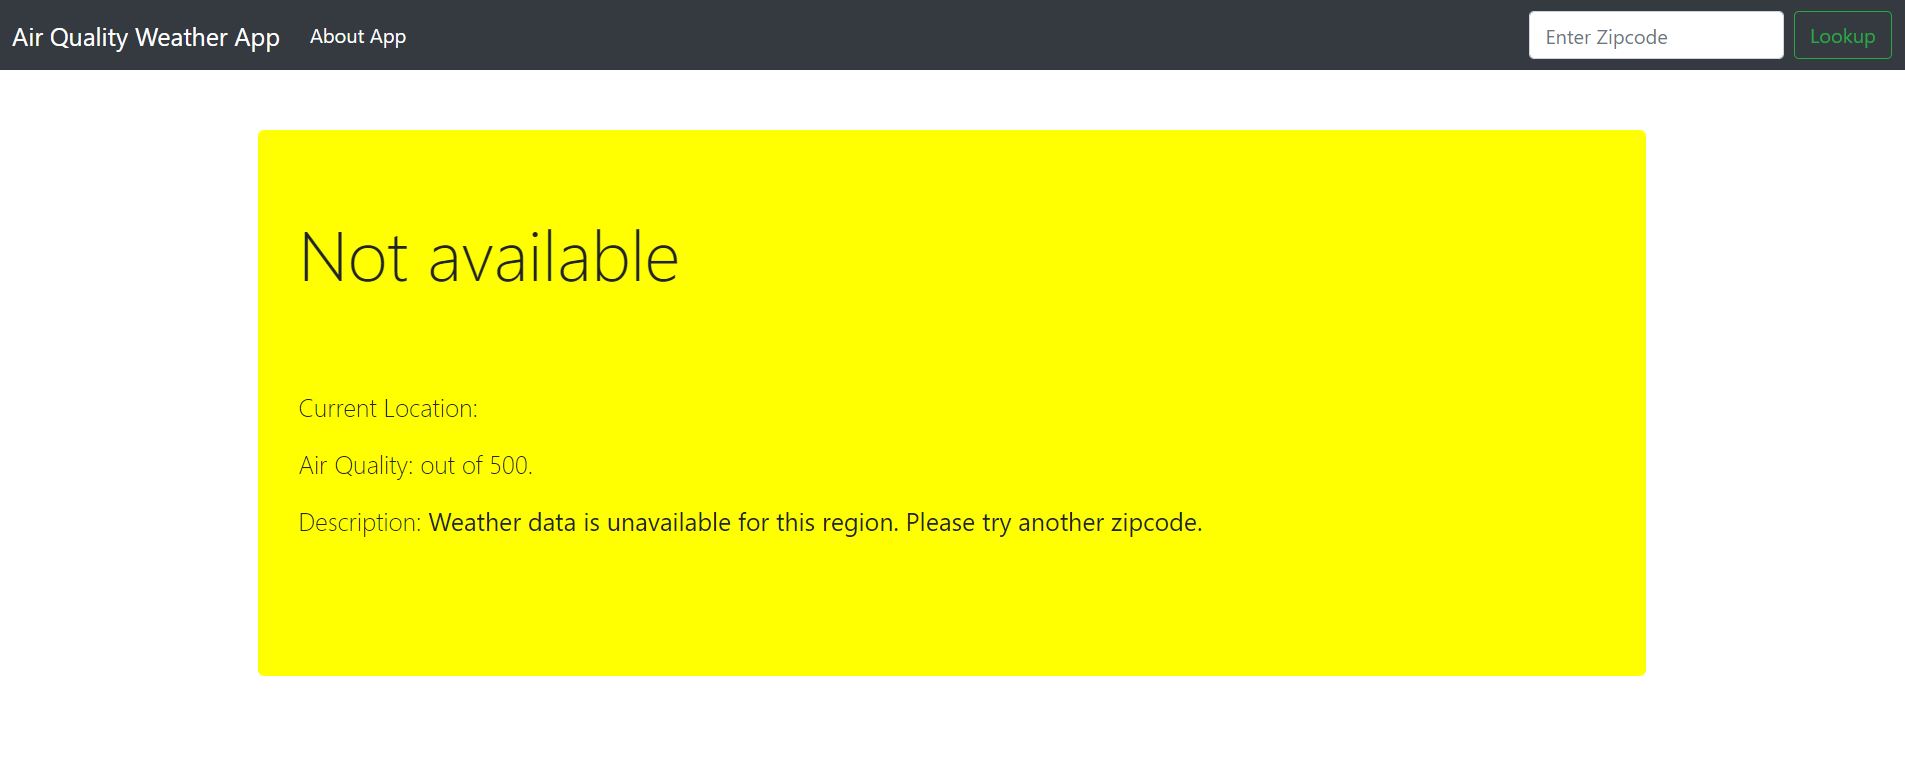 Air Quality Weather App About App Enter Zipcode Lookup
Not available
Current Location:
Air Quality: out of 500.
Description: Weather data is unavailable for this region. Please try another zipcode.